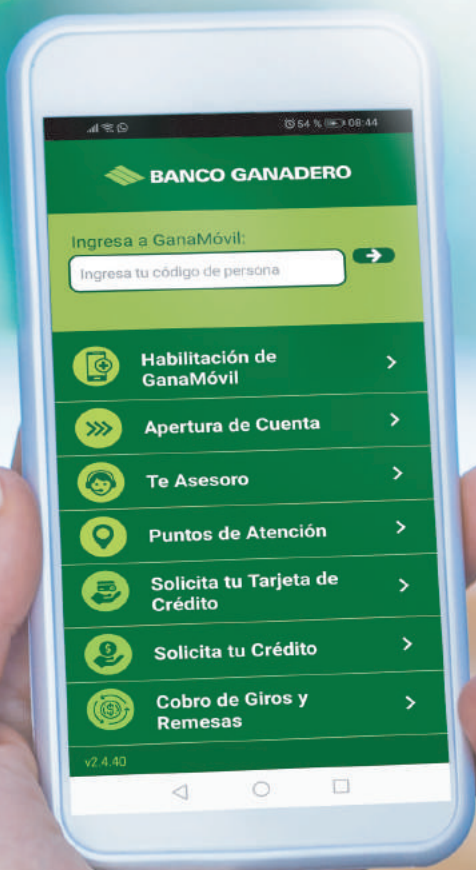 54 % 08:44
BANCO GANADERO
Ingresa a GanaMóvil:
Ingresa tu código de persona
Habilitación de
GanaMóvil
Apertura de Cuenta
Te Asesoro
Puntos de Atención
Solicita tu Tarjeta de
Crédito
Solicita tu Crédito
Cobro de Giros y
Remesas
v2.4.40